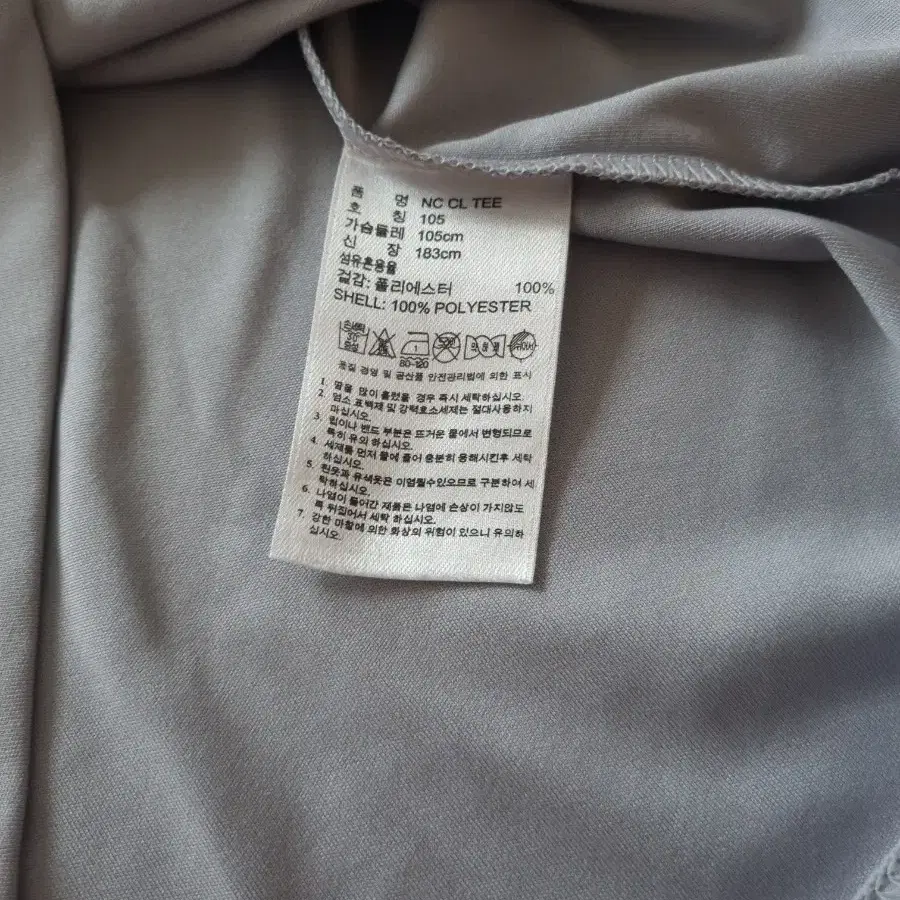 품 명 NC CL TEE
호 칭 105
가슴둘레 105cm
신 장 183cm
섬유혼용율
겉감: 폴리에스터 100%
SHELL: 100% POLYESTER
80-120
품질 경영 및 공산품 안전관리법에 의한 표시
1. 땀을 많이 흘렸을 경우 즉시 세탁하십시오.
2. 염소 표백제 및 강력효소세제는 절대사용하지
마십시오.
3. 립이나 밴드 부분은 뜨거운 물에서 변형되므로
특히 유의 하십시오.
4. 세제를 먼저 물에 풀어 충분히 용해시킨후 세탁
하십시오.
5. 흰옷과 유색옷은 이염될수있으므로 구분하여 세
탁하십시오.
6. 나염이 들어간 제품은 나염에 손상이 가지않도
록 뒤집어서 세탁 하십시오.
7. 강한 마찰에 의한 화상의 위험이 있으니 유의하
십시오.